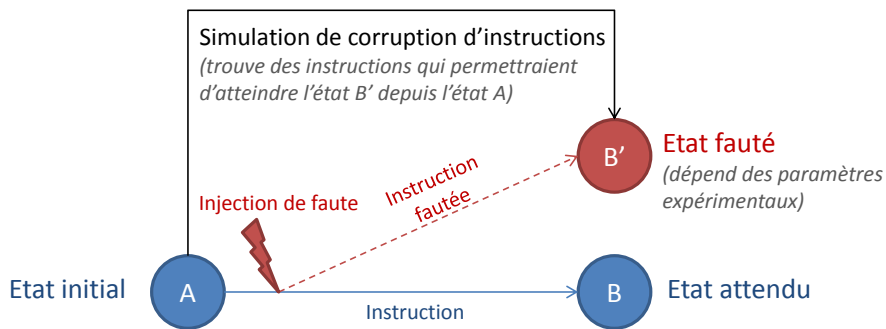 Simulation de corruption d'instructions
(trouve des instructions qui permettraient
d'atteindre l'état B' depuis l'état A)
B'
Etat fauté
(dépend des paramètres
expérimentaux)
Instruction
fautée
Injection de faute
Etat initial
A
Instruction
B
Etat attendu